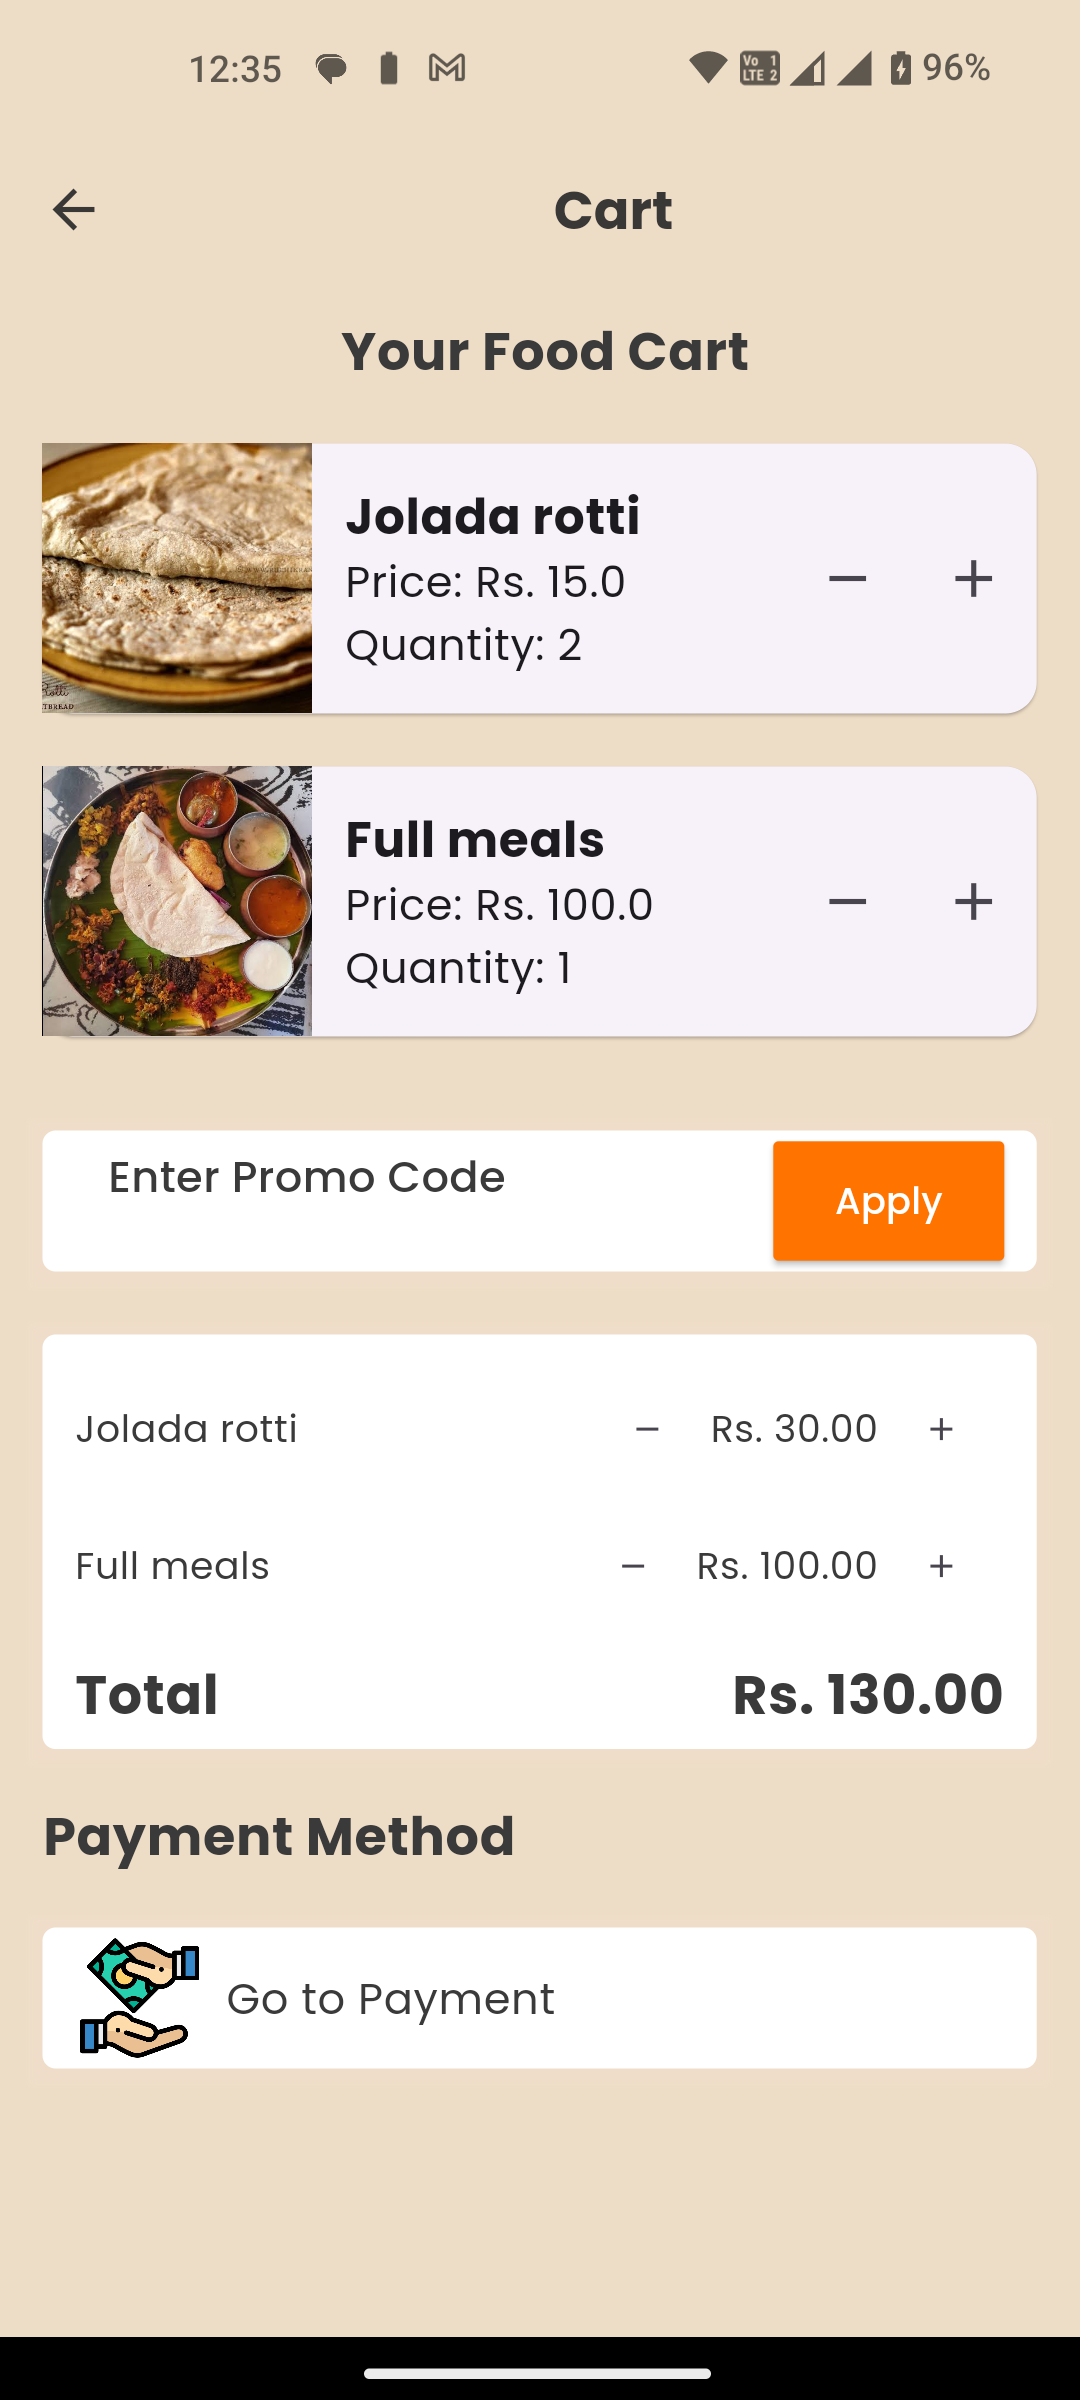 12:35
Vo 1
LTE 2
96%
Cart
Your Food Cart
Jolada rotti
Price: Rs. 15.0
Quantity: 2
Full meals
Price: Rs. 100.0
Quantity: 1
Enter Promo Code
Apply
Jolada rotti
− Rs. 30.00 +
Full meals
− Rs. 100.00 +
Total
Rs. 130.00
Payment Method
Go to Payment